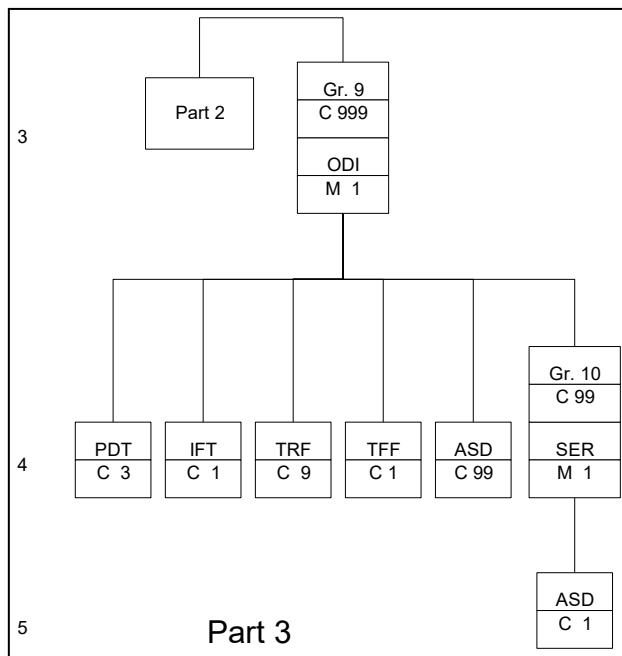 Gr. 9
Part 2
C 999
3
ODI
M 1
Gr. 10
C 99
PDT IFT TRF TFF ASD SER
4
C 3 C 1 C 9 C 1 C 99 M 1
ASD
C 1
5
Part 3